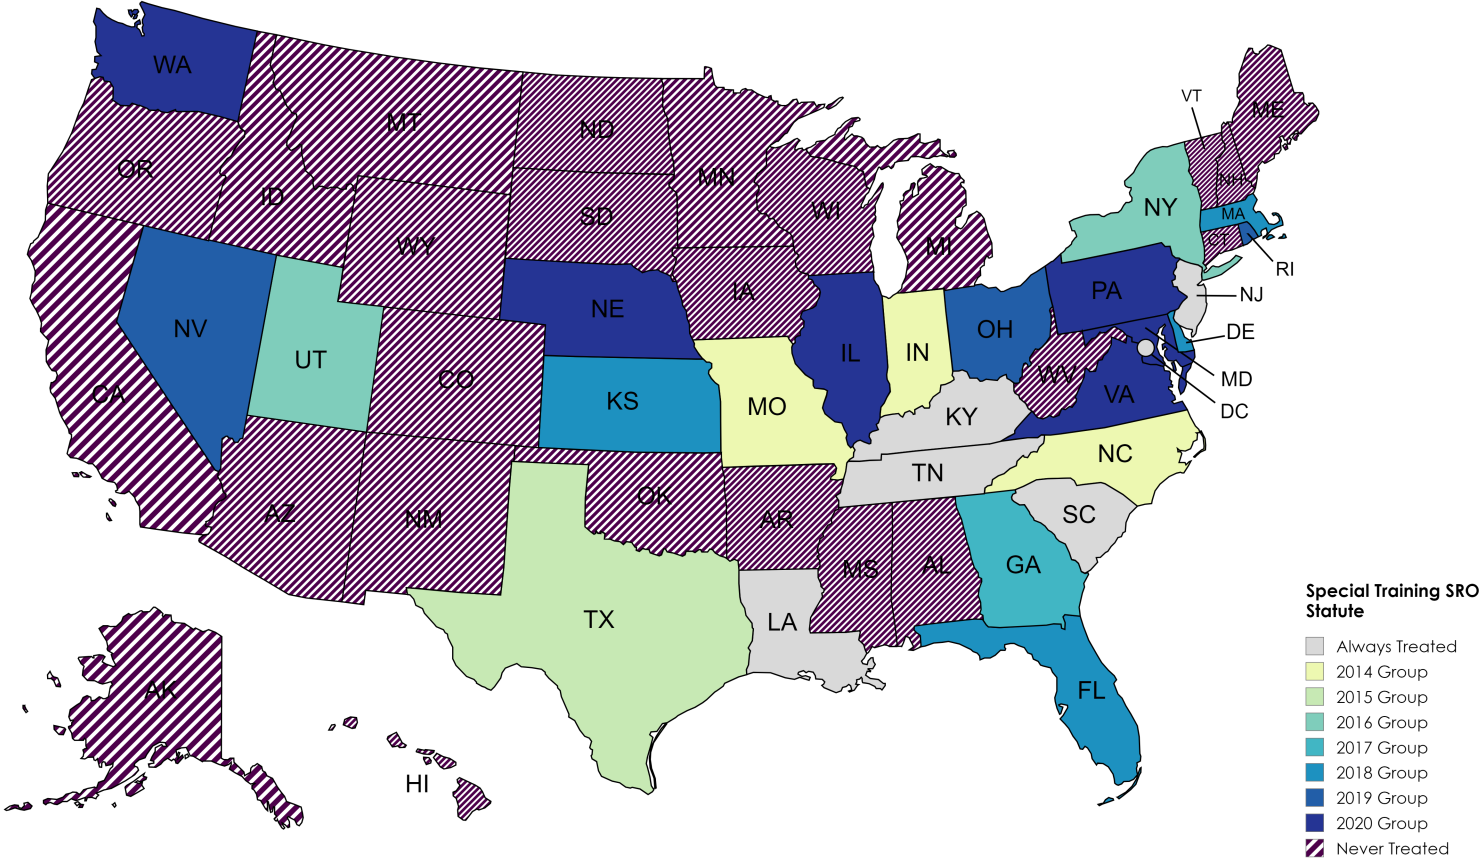 WA
MT
ND
MN
VT
ME
OR
ID
WY
SD
WI
MI
NY
NH
MA
CT
RI
NV
UT
CO
NE
IA
IL
IN
OH
PA
NJ
DE
MD
DC
CA
KS
MO
KY
WV
VA
AZ
NM
OK
AR
TN
NC
SC
TX
LA
MS
AL
GA
FL
AK
HI
Special Training SRO
Statute
Always Treated
2014 Group
2015 Group
2016 Group
2017 Group
2018 Group
2019 Group
2020 Group
Never Treated